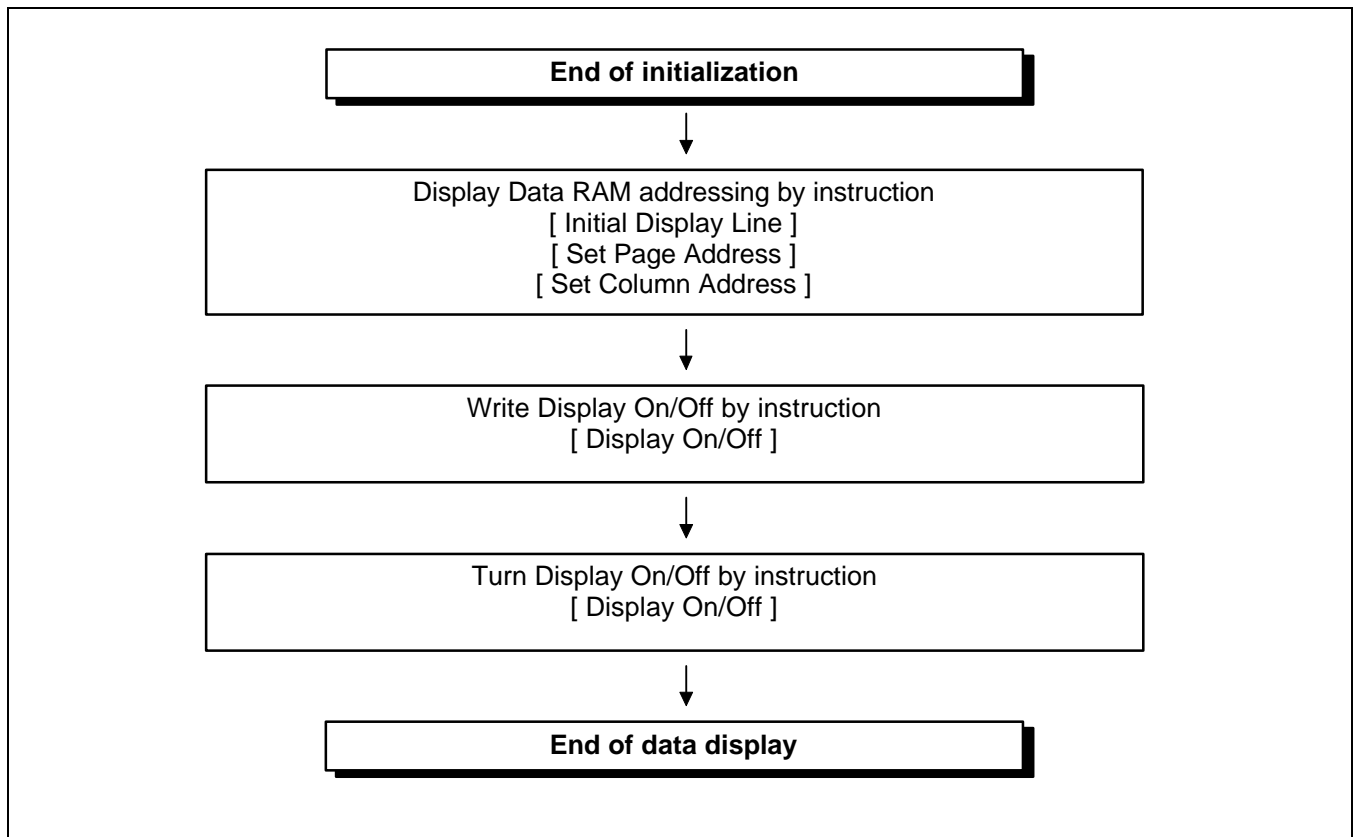 End of initialization
Display Data RAM addressing by instruction
[ Initial Display Line ]
[ Set Page Address ]
[ Set Column Address ]
Write Display On/Off by instruction
[ Display On/Off ]
Turn Display On/Off by instruction
[ Display On/Off ]
End of data display